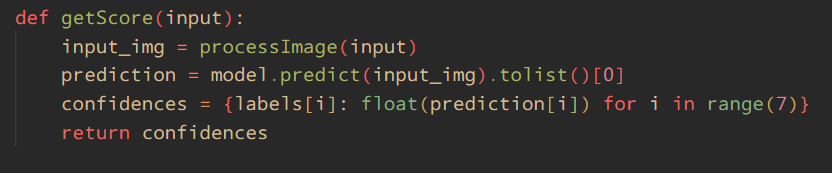 def getScore(input):
    input_img = processImage(input)
    prediction = model.predict(input_img).tolist()[0]
    confidences = {labels[i]: float(prediction[i]) for i in range(7)}
    return confidences